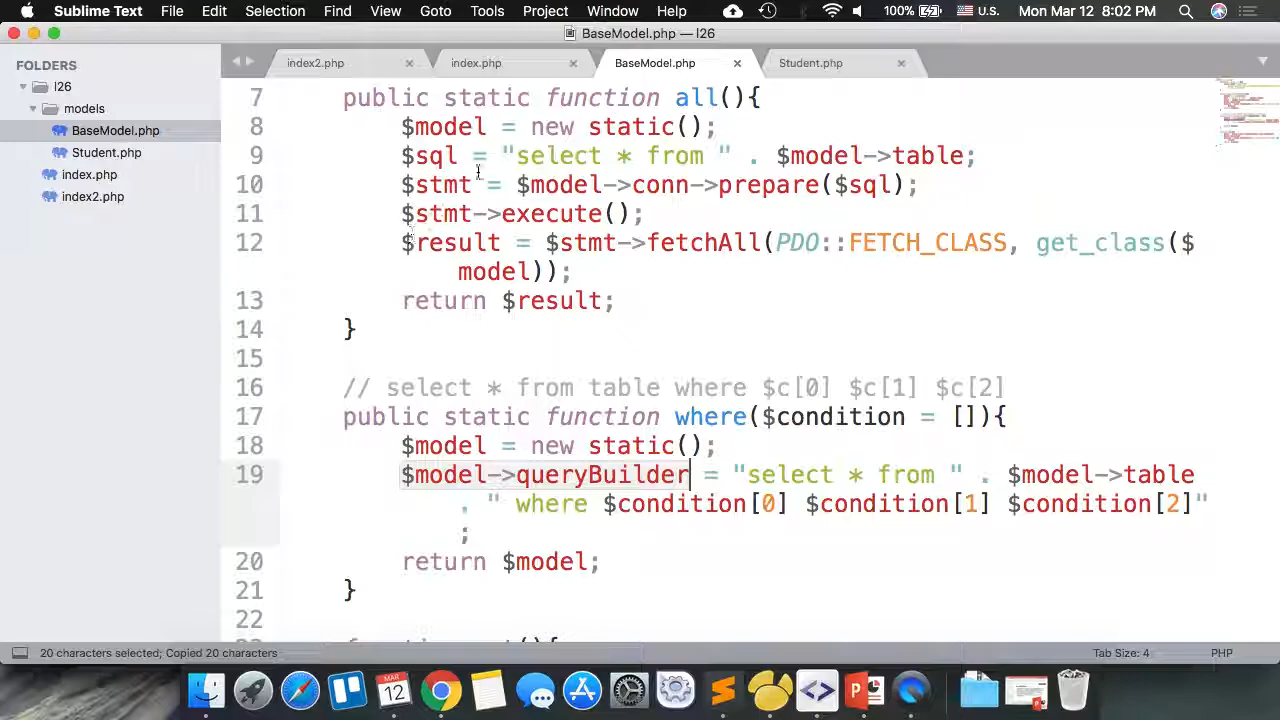 Sublime Text File Edit Selection Find View Goto Tools Project Window Help 100% U.S. Mon Mar 12 8:02 PM
BaseModel.php — l26
FOLDERS
l26
models
BaseModel.php
Student.php
index.php
index2.php
index2.php × index.php × BaseModel.php × Student.php ×
7 public static function all(){
8 $model = new static();
9 $sql = "select * from " . $model->table;
10 $stmt = $model->conn->prepare($sql);
11 $stmt->execute();
12 $result = $stmt->fetchAll(PDO::FETCH_CLASS, get_class($
model));
13 return $result;
14 }
15
16 // select * from table where $c[0] $c[1] $c[2]
17 public static function where($condition = []){
18 $model = new static();
19 $model->queryBuilder = "select * from " . $model->table
. " where $condition[0] $condition[1] $condition[2]"
;
20 return $model;
21 }
22
20 characters selected; Copied 20 characters Tab Size: 4 PHP
MAR
12